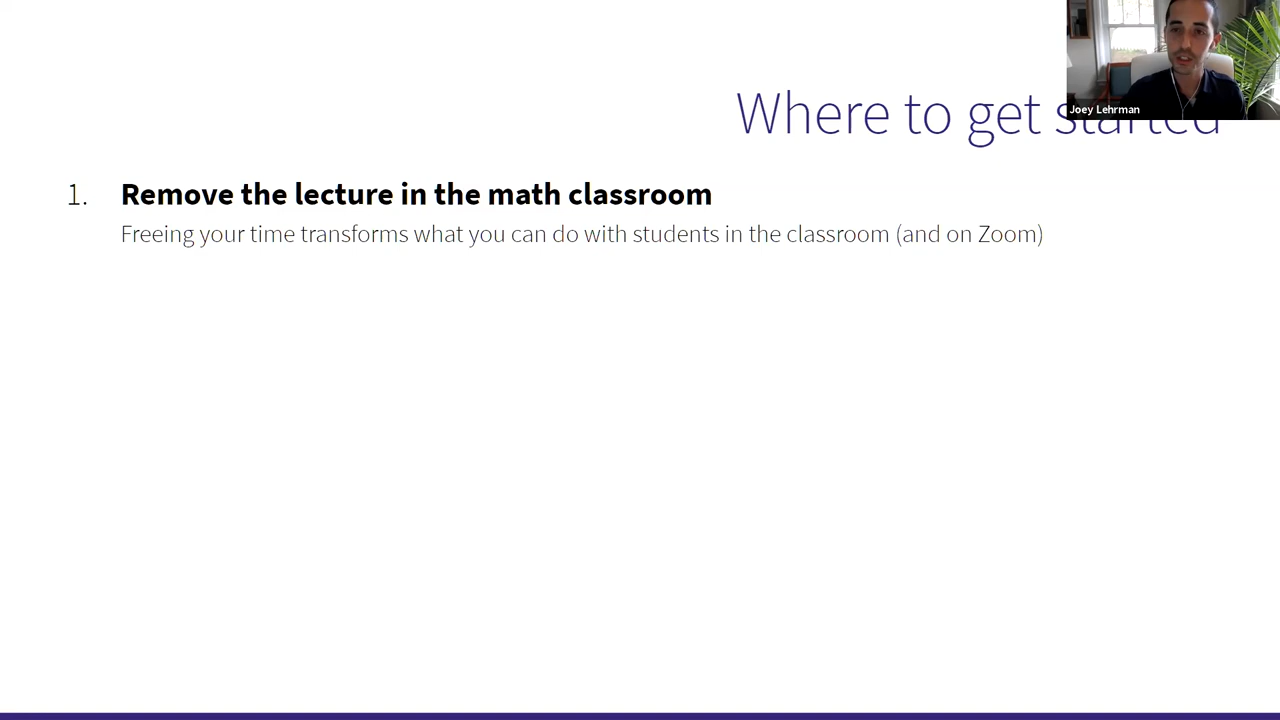 Where to get started
Joey Lehrman
1. Remove the lecture in the math classroom
Freeing your time transforms what you can do with students in the classroom (and on Zoom)